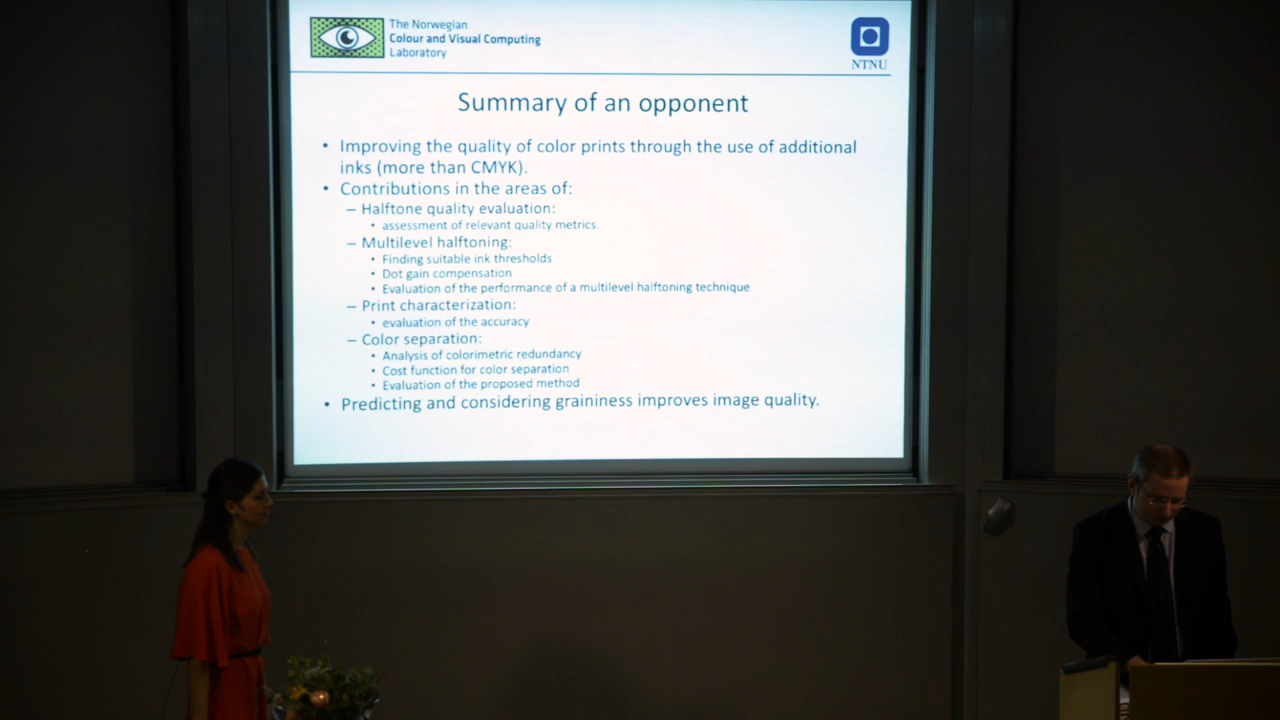 The Norwegian
Colour and Visual Computing
Laboratory
NTNU
Summary of an opponent
• Improving the quality of color prints through the use of additional
inks (more than CMYK).
• Contributions in the areas of:
– Halftone quality evaluation:
• assessment of relevant quality metrics.
– Multilevel halftoning:
• Finding suitable ink thresholds
• Dot gain compensation
• Evaluation of the performance of a multilevel halftoning technique
– Print characterization:
• evaluation of the accuracy
– Color separation:
• Analysis of colorimetric redundancy
• Cost function for color separation
• Evaluation of the proposed method
• Predicting and considering graininess improves image quality.